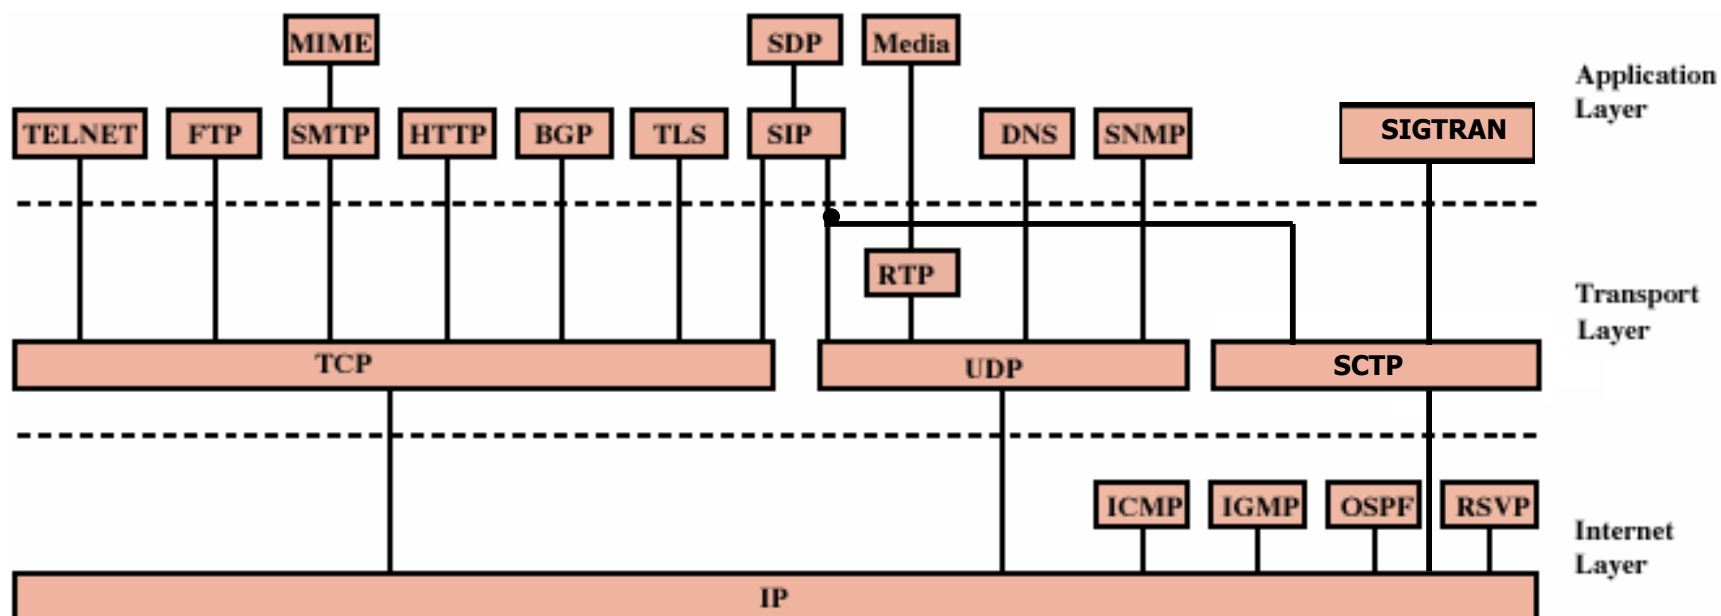 MIME
SDP
Media
Application
Layer
TELNET
FTP
SMTP
HTTP
BGP
TLS
SIP
DNS
SNMP
SIGTRAN
RTP
Transport
Layer
TCP
UDP
SCTP
ICMP
IGMP
OSPF
RSVP
Internet
Layer
IP